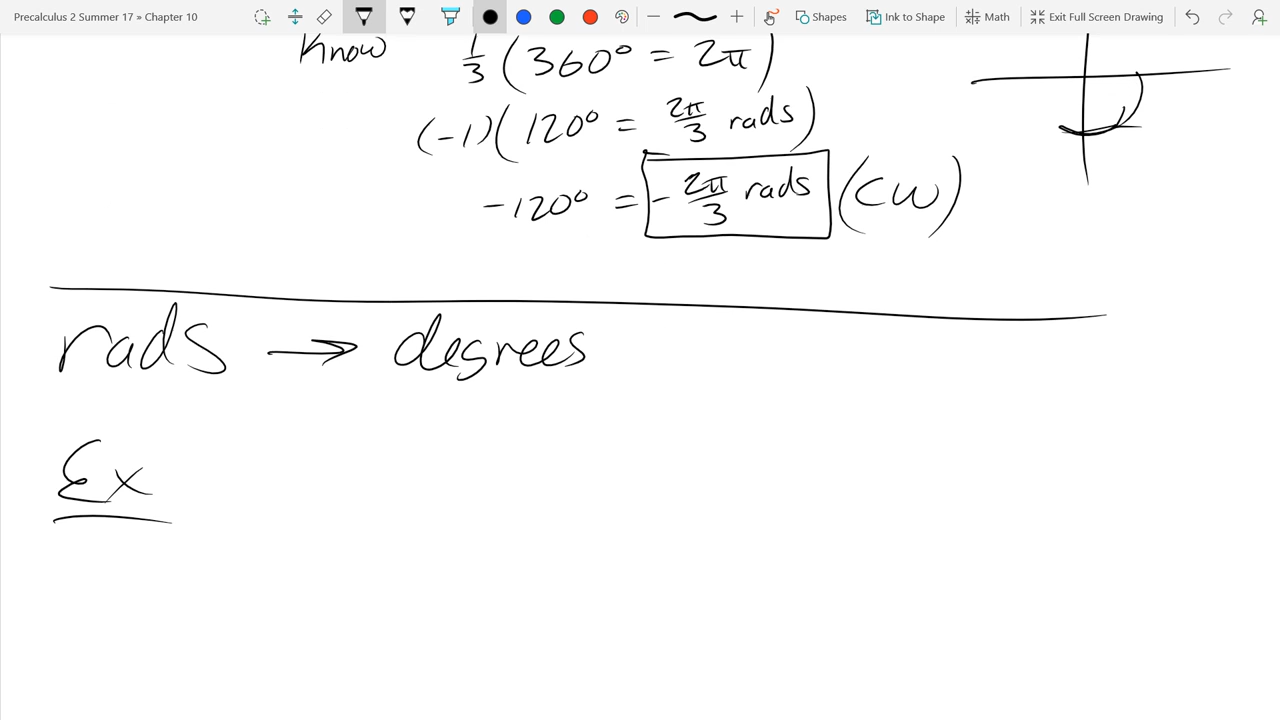 Precalculus 2 Summer 17 » Chapter 10
Shapes
Ink to Shape
Math
Exit Full Screen Drawing
Know 1/3 (360° = 2π)
(-1)(120° = 2π/3 rads)
-120° = - 2π/3 rads (CW)
rads → degrees
Ex